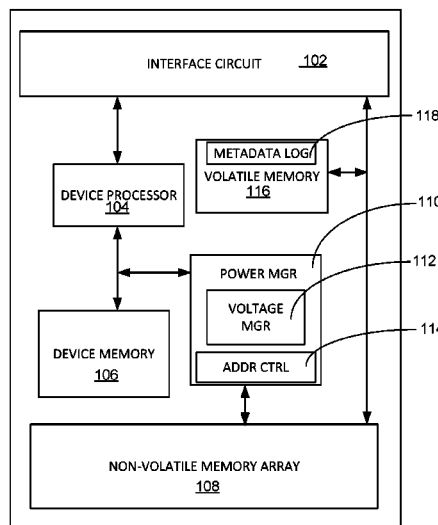 INTERFACE CIRCUIT 102
118
METADATA LOG
VOLATILE MEMORY
116
DEVICE PROCESSOR
104
110
POWER MGR
112
VOLTAGE
MGR
114
DEVICE MEMORY
106
ADDR CTRL
NON-VOLATILE MEMORY ARRAY
108